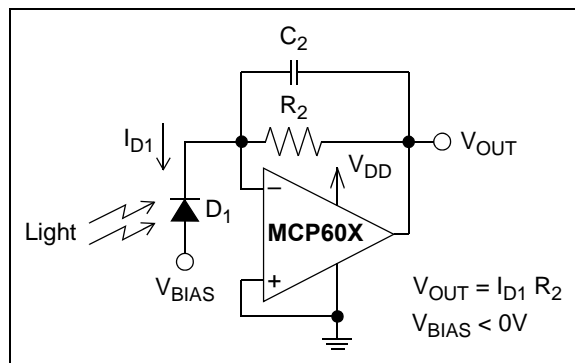 C2
R2
ID1
VDD
VOUT
−
D1
MCP60X
Light
+
VBIAS
VOUT = ID1 R2
VBIAS < 0V